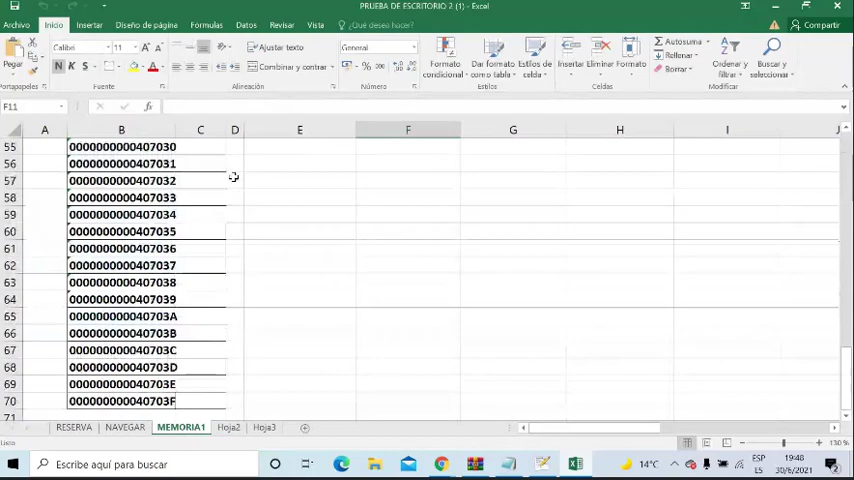 PRUEBA DE ESCRITORIO 2 (1) - Excel
Archivo Inicio Insertar Diseño de página Fórmulas Datos Revisar Vista ¿Qué desea hacer? Compartir
Calibri 11 Ajustar texto General Autosuma
Rellenar
Pegar N K S Combinar y centrar % 000 Formato condicional Dar formato como tabla Estilos de celda Insertar Eliminar Formato Borrar Ordenar y filtrar Buscar y seleccionar
Portapapeles Fuente Alineación Número Estilos Celdas Modificar
F11 fx
A B C D E F G H I J
55 0000000000407030
56 0000000000407031
57 0000000000407032
58 0000000000407033
59 0000000000407034
60 0000000000407035
61 0000000000407036
62 0000000000407037
63 0000000000407038
64 0000000000407039
65 000000000040703A
66 000000000040703B
67 000000000040703C
68 000000000040703D
69 000000000040703E
70 000000000040703F
71
RESERVA NAVEGAR MEMORIA1 Hoja2 Hoja3
Listo 130 %
Escribe aquí para buscar 14°C ESP ES 19:48 30/6/2021